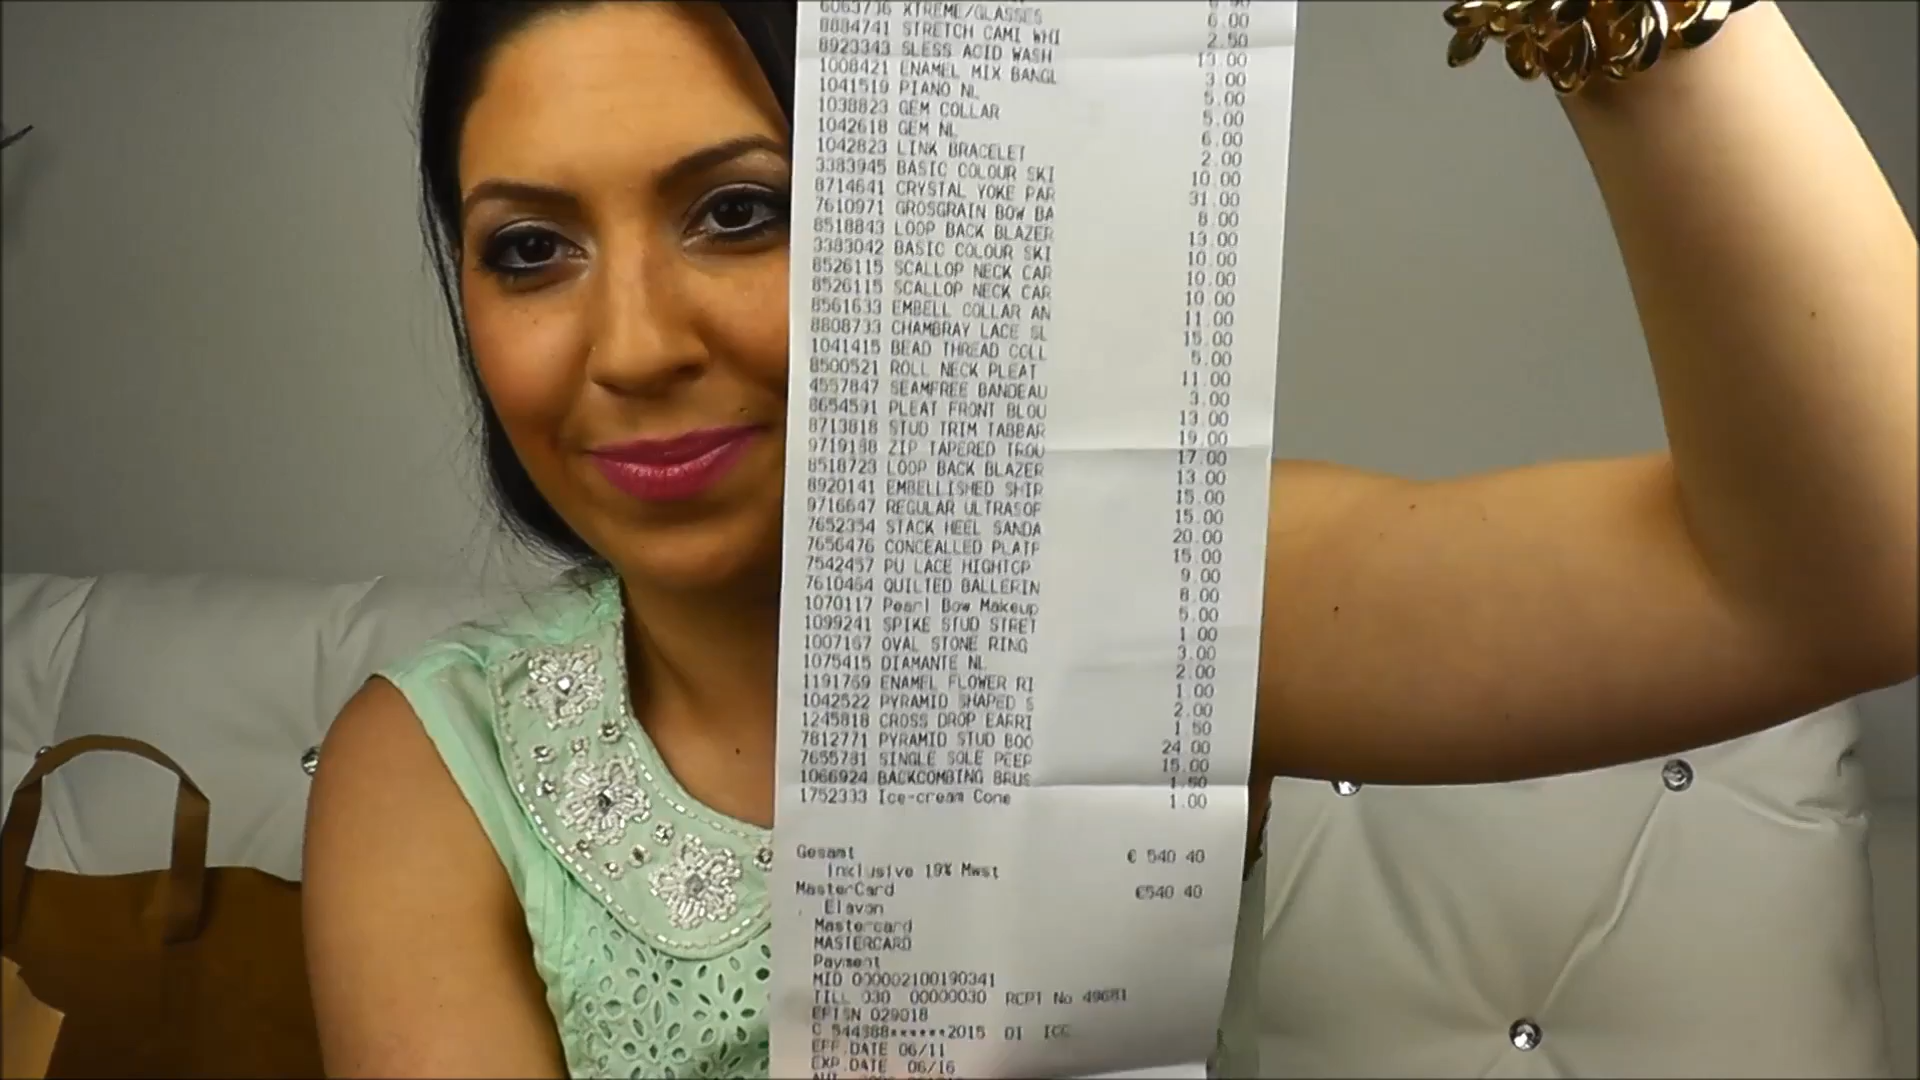 6063736 XTREME/GLASSES 6.00
8884741 STRETCH CAMI WHI 2.50
8923343 SLESS ACID WASH 13.00
1008421 ENAMEL MIX BANGL 3.00
1041519 PIANO NL 5.00
1038823 GEM COLLAR 5.00
1042618 GEM NL 6.00
1042823 LINK BRACELET 2.00
3383945 BASIC COLOUR SKI 10.00
8714641 CRYSTAL YOKE PAR 31.00
7610971 GROSGRAIN BOW BA 8.00
8518843 LOOP BACK BLAZER 13.00
3383042 BASIC COLOUR SKI 10.00
8526115 SCALLOP NECK CAR 10.00
8526115 SCALLOP NECK CAR 10.00
8561633 EMBELL COLLAR AN 11.00
8808733 CHAMBRAY LACE SL 15.00
1041415 BEAD THREAD COLL 5.00
8500521 ROLL NECK PLEAT 11.00
4557847 SEAMFREE BANDEAU 3.00
8654591 PLEAT FRONT BLOU 13.00
8713818 STUD TRIM TABBAR 19.00
9719188 ZIP TAPERED TROU 17.00
8518723 LOOP BACK BLAZER 13.00
8920141 EMBELLISHED SHIR 15.00
9716647 REGULAR ULTRASOF 15.00
7652354 STACK HEEL SANDA 20.00
7656476 CONCEALLED PLATF 15.00
7542457 PU LACE HIGHTOP 9.00
7610464 QUILTED BALLERIN 8.00
1070117 Pearl Bow Makeup 5.00
1099241 SPIKE STUD STRET 1.00
1007167 OVAL STONE RING 3.00
1075415 DIAMANTE NL 2.00
1191769 ENAMEL FLOWER RI 1.00
1042522 PYRAMID SHAPED S 2.00
1245818 CROSS DROP EARRI 1.50
7812771 PYRAMID STUD BOO 24.00
7655781 SINGLE SOLE PEEP 15.00
1066924 BACKCOMBING BRUS 1.50
1752333 Ice-cream Cone 1.00
Gesamt € 540.40
Inclusive 19% Mwst
MasterCard €540.40
Elavon
Mastercard
MASTERCARD
Payment
MID 000002100190341
TILL 030 00000030 RCPT No 49681
EFTSN 029018
C 544388******2015 01 ICC
EFF.DATE 06/11
EXP.DATE 06/16